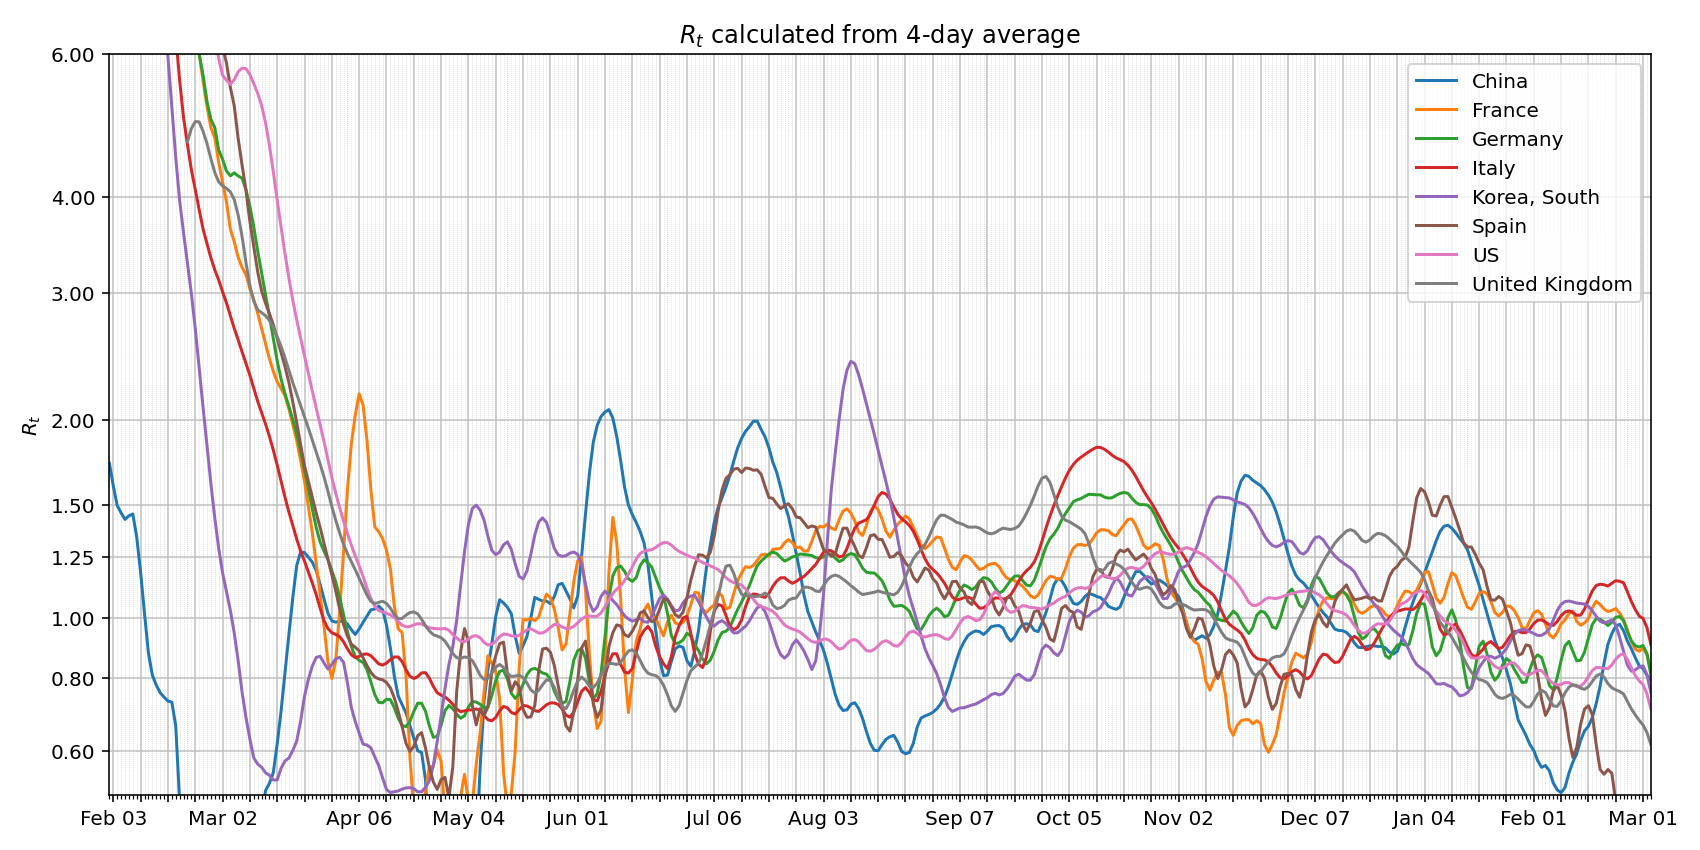 R_t calculated from 4-day average
6.00
4.00
3.00
2.00
1.50
1.25
1.00
0.80
0.60
R_t
China
France
Germany
Italy
Korea, South
Spain
US
United Kingdom
Feb 03 Mar 02 Apr 06 May 04 Jun 01 Jul 06 Aug 03 Sep 07 Oct 05 Nov 02 Dec 07 Jan 04 Feb 01 Mar 01